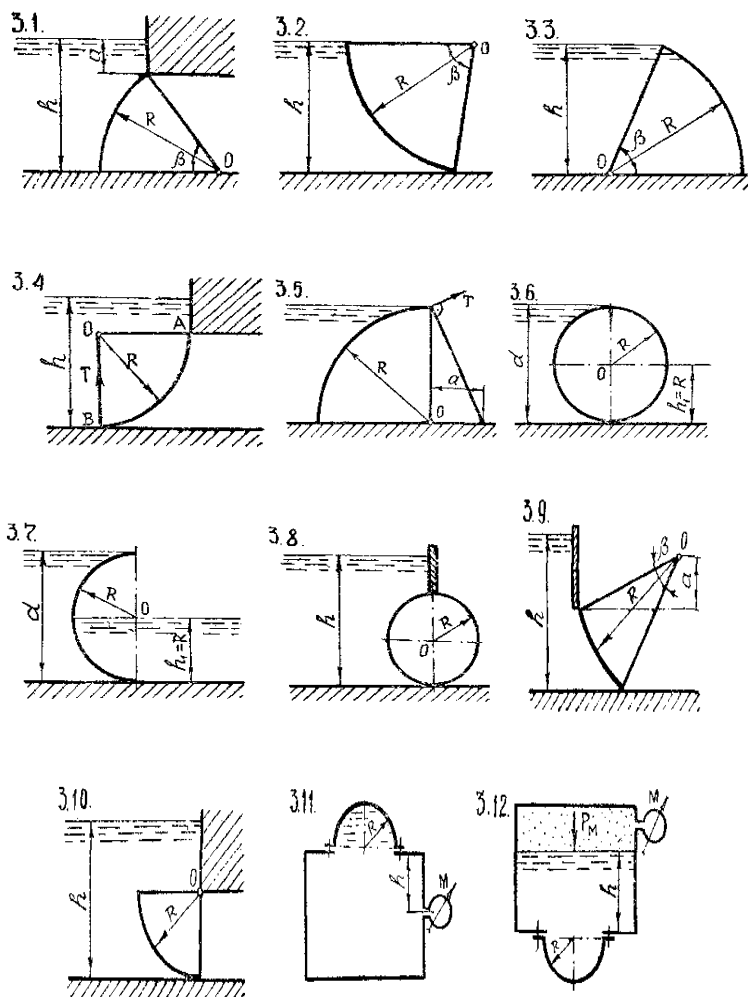 3.1.
a
h
R
β
0
3.2.
0
h
R
β
3.3.
h
β
R
0
3.4
h
0
A
T
R
B
3.5.
T
R
a
0
3.6.
d
R
0
h₁=R
3.7.
d
R
0
h₁=R
3.8.
h
R
0
3.9.
0
β
R
a
h
3.10.
h
0
R
3.11.
R
h
M
3.12.
M
Pм
h
R